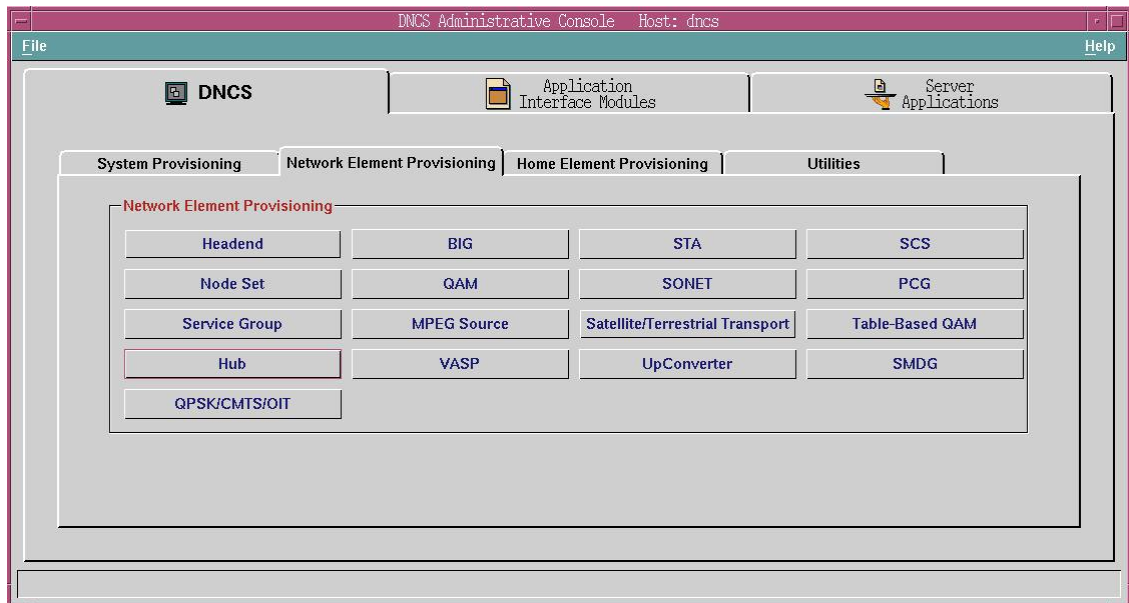 DNCS Administrative Console Host: dncs
File Help
DNCS
Application
Interface Modules
Server
Applications
System Provisioning
Network Element Provisioning
Home Element Provisioning
Utilities
Network Element Provisioning
Headend BIG STA SCS
Node Set QAM SONET PCG
Service Group MPEG Source Satellite/Terrestrial Transport Table-Based QAM
Hub VASP UpConverter SMDG
QPSK/CMTS/OIT